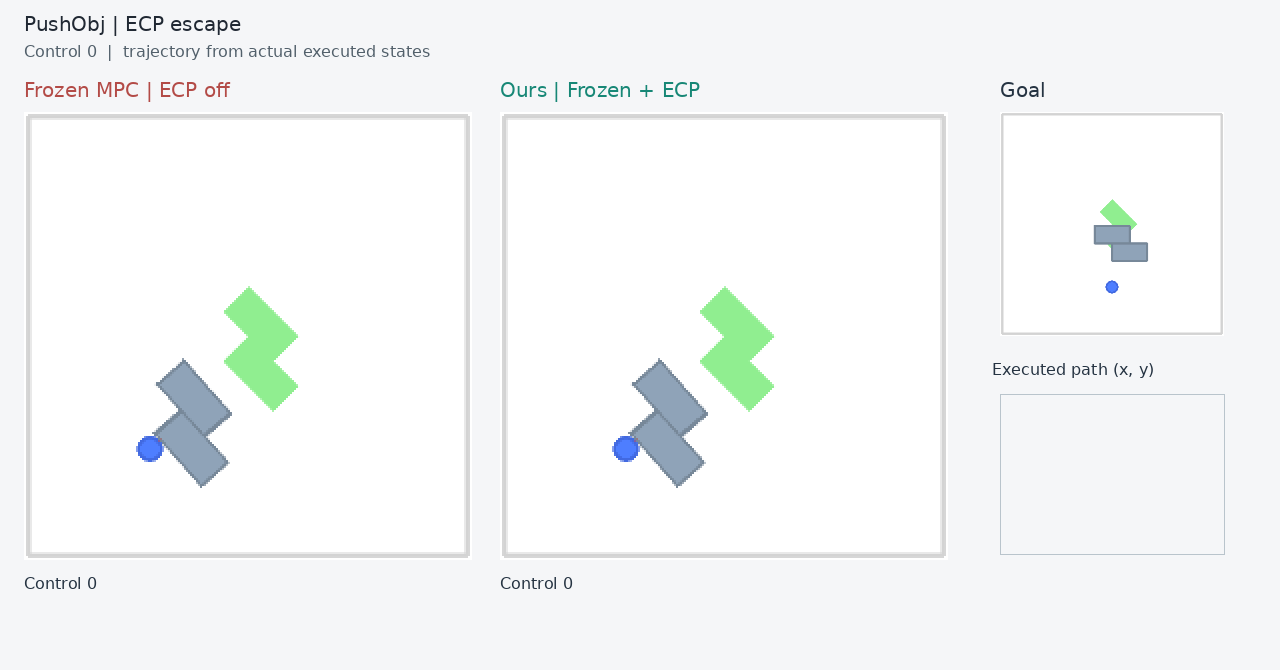 PushObj | ECP escape
Control 0 | trajectory from actual executed states
Frozen MPC | ECP off
Ours | Frozen + ECP
Goal
Executed path (x, y)
Control 0
Control 0